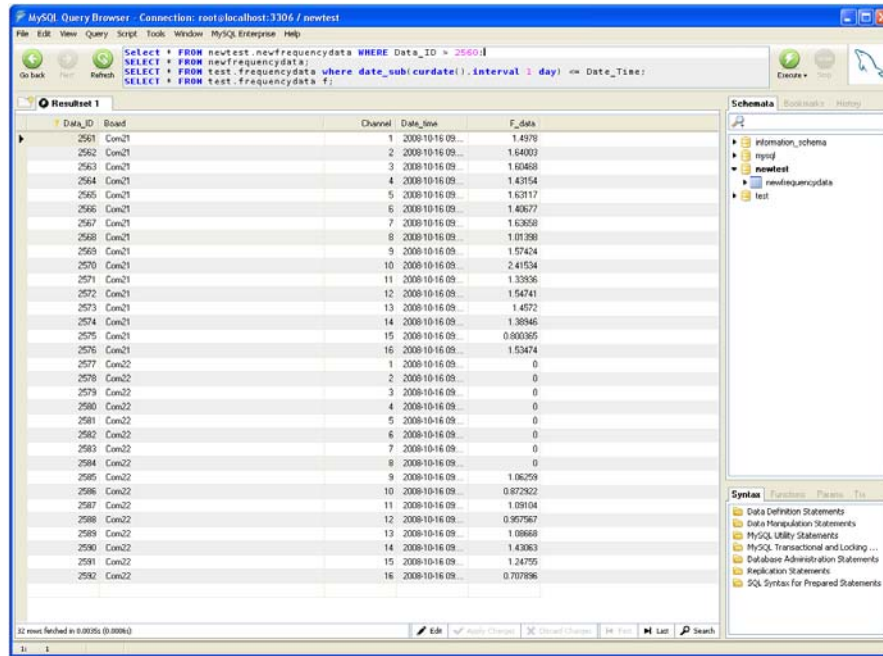 MySQL Query Browser - Connection: root@localhost:3306 / newtest
File Edit View Query Script Tools Window MySQL Enterprise Help
Go back Next Refresh
Select * FROM newtest.newfrequencydata WHERE Data_ID > 2560;
SELECT * FROM newfrequencydata;
SELECT * FROM test.frequencydata where date_sub(curdate(),interval 1 day) <= Date_Time;
SELECT * FROM test.frequencydata f;
Execute Stop
Resultset 1
Data_ID Board Channel Date_time F_data
2561 Com21 1 2008-10-16 09:... 1.4978
2562 Com21 2 2008-10-16 09:... 1.64003
2563 Com21 3 2008-10-16 09:... 1.60468
2564 Com21 4 2008-10-16 09:... 1.43154
2565 Com21 5 2008-10-16 09:... 1.63117
2566 Com21 6 2008-10-16 09:... 1.40677
2567 Com21 7 2008-10-16 09:... 1.63658
2568 Com21 8 2008-10-16 09:... 1.01398
2569 Com21 9 2008-10-16 09:... 1.57424
2570 Com21 10 2008-10-16 09:... 2.41534
2571 Com21 11 2008-10-16 09:... 1.33936
2572 Com21 12 2008-10-16 09:... 1.54741
2573 Com21 13 2008-10-16 09:... 1.4572
2574 Com21 14 2008-10-16 09:... 1.38946
2575 Com21 15 2008-10-16 09:... 0.800365
2576 Com21 16 2008-10-16 09:... 1.53474
2577 Com22 1 2008-10-16 09:... 0
2578 Com22 2 2008-10-16 09:... 0
2579 Com22 3 2008-10-16 09:... 0
2580 Com22 4 2008-10-16 09:... 0
2581 Com22 5 2008-10-16 09:... 0
2582 Com22 6 2008-10-16 09:... 0
2583 Com22 7 2008-10-16 09:... 0
2584 Com22 8 2008-10-16 09:... 0
2585 Com22 9 2008-10-16 09:... 1.06259
2586 Com22 10 2008-10-16 09:... 0.872922
2587 Com22 11 2008-10-16 09:... 1.09104
2588 Com22 12 2008-10-16 09:... 0.957567
2589 Com22 13 2008-10-16 09:... 1.08668
2590 Com22 14 2008-10-16 09:... 1.43063
2591 Com22 15 2008-10-16 09:... 1.24755
2592 Com22 16 2008-10-16 09:... 0.707896
32 rows fetched in 0.0035s (0.0006s)
Edit Apply Changes Discard Changes First Last Search
1: 1
Schemata Bookmarks History
information_schema
mysql
newtest
newfrequencydata
test
Syntax Functions Params Trx
Data Definition Statements
Data Manipulation Statements
MySQL Utility Statements
MySQL Transactional and Locking ...
Database Administration Statements
Replication Statements
SQL Syntax for Prepared Statements